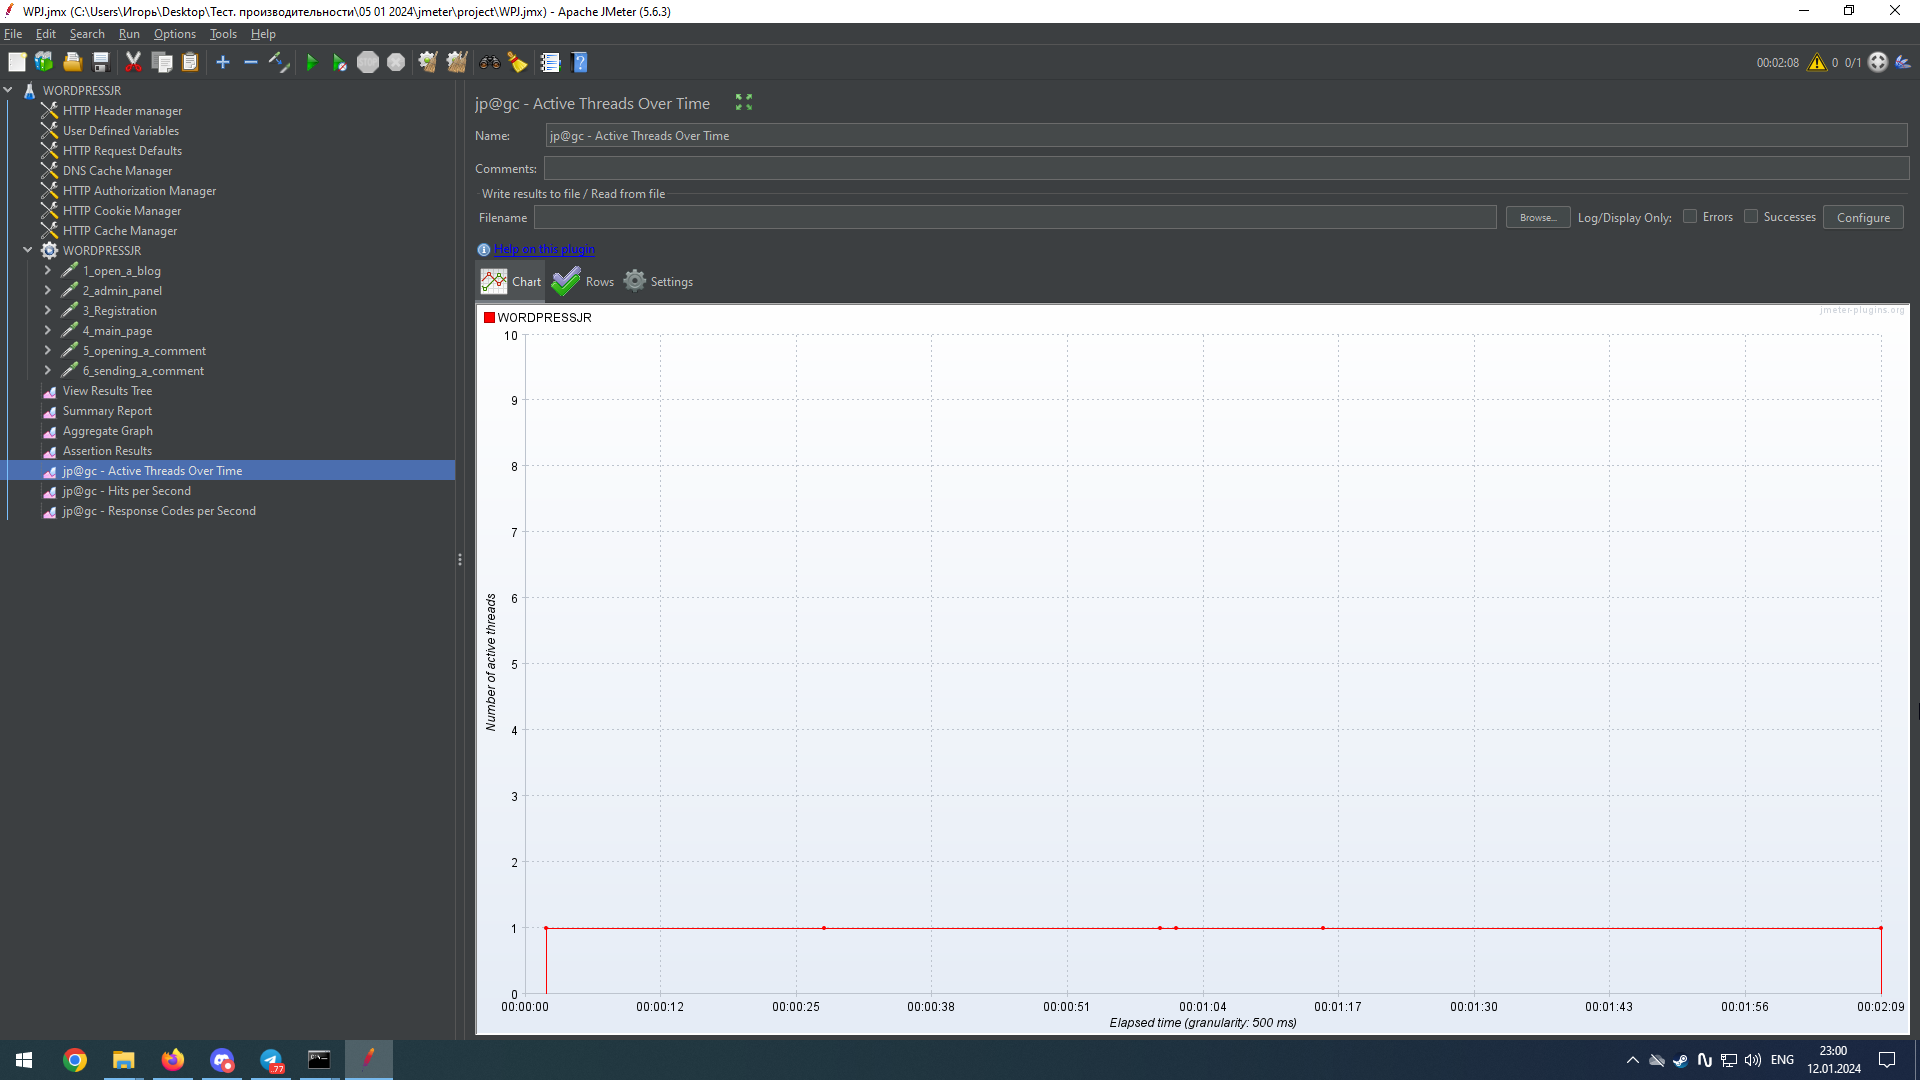 WPJ.jmx (C:\Users\Игорь\Desktop\Тест. производительности\05 01 2024\jmeter\project\WPJ.jmx) - Apache JMeter (5.6.3)
File Edit Search Run Options Tools Help
00:02:08 0 0/1
WORDPRESSJR
HTTP Header manager
User Defined Variables
HTTP Request Defaults
DNS Cache Manager
HTTP Authorization Manager
HTTP Cookie Manager
HTTP Cache Manager
WORDPRESSJR
1_open_a_blog
2_admin_panel
3_Registration
4_main_page
5_opening_a_comment
6_sending_a_comment
View Results Tree
Summary Report
Aggregate Graph
Assertion Results
jp@gc - Active Threads Over Time
jp@gc - Hits per Second
jp@gc - Response Codes per Second
jp@gc - Active Threads Over Time
Name: jp@gc - Active Threads Over Time
Comments:
Write results to file / Read from file
Filename Browse... Log/Display Only: Errors Successes Configure
Help on this plugin
Chart Rows Settings
WORDPRESSJR
jmeter-plugins.org
10
9
8
7
6
5
4
3
2
1
0
Number of active threads
00:00:00 00:00:12 00:00:25 00:00:38 00:00:51 00:01:04 00:01:17 00:01:30 00:01:43 00:01:56 00:02:09
Elapsed time (granularity: 500 ms)
77
ENG
23:00
12.01.2024